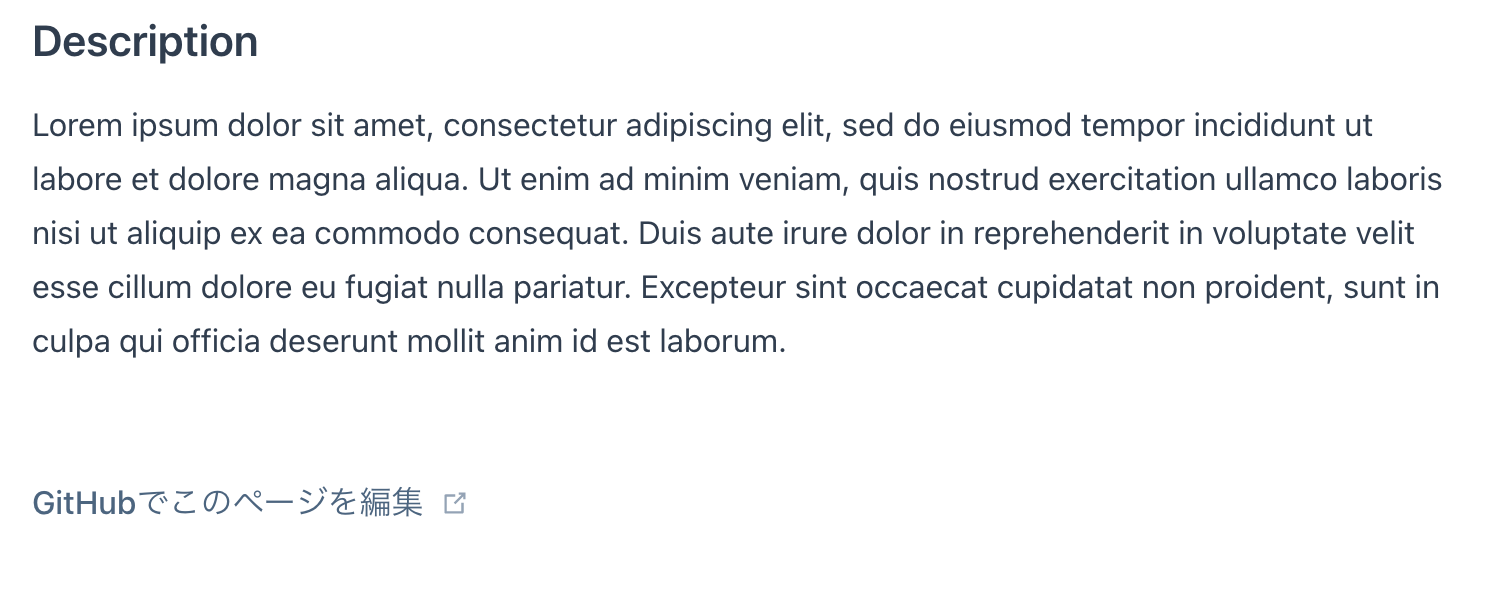 Description
Lorem ipsum dolor sit amet, consectetur adipiscing elit, sed do eiusmod tempor incididunt ut
labore et dolore magna aliqua. Ut enim ad minim veniam, quis nostrud exercitation ullamco laboris
nisi ut aliquip ex ea commodo consequat. Duis aute irure dolor in reprehenderit in voluptate velit
esse cillum dolore eu fugiat nulla pariatur. Excepteur sint occaecat cupidatat non proident, sunt in
culpa qui officia deserunt mollit anim id est laborum.
GitHubでこのページを編集